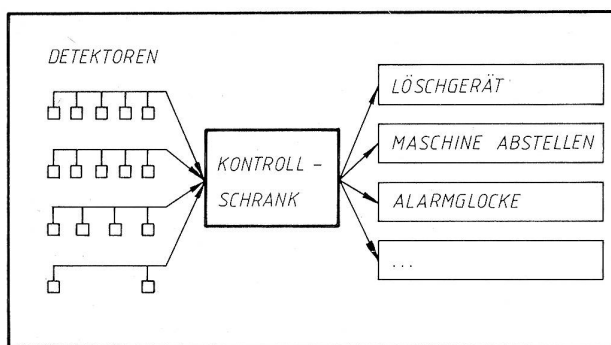 DETEKTOREN
KONTROLL-
SCHRANK
LÖSCHGERÄT
MASCHINE ABSTELLEN
ALARMGLOCKE
...